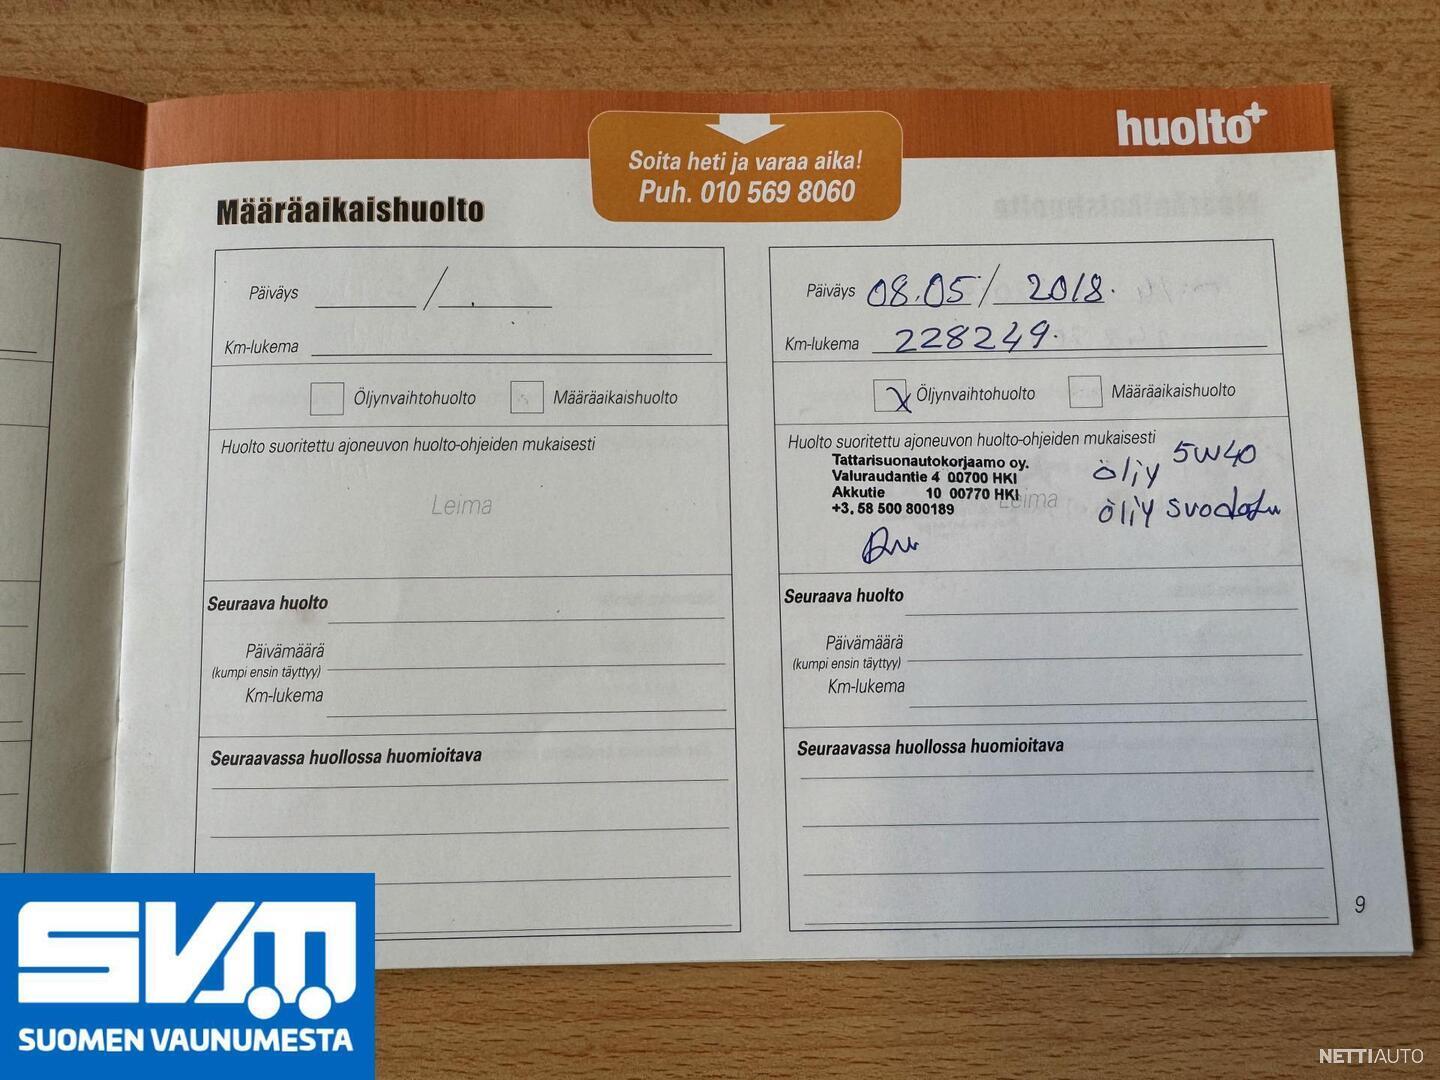 huolto+
Soita heti ja varaa aika!
Puh. 010 569 8060
Määräaikaishuolto
Päiväys /
Km-lukema
Öljynvaihtohuolto Määräaikaishuolto
Huolto suoritettu ajoneuvon huolto-ohjeiden mukaisesti
Leima
Seuraava huolto
Päivämäärä
(kumpi ensin täyttyy)
Km-lukema
Seuraavassa huollossa huomioitava
Päiväys 08.05/2018.
Km-lukema 228249.
X Öljynvaihtohuolto Määräaikaishuolto
Huolto suoritettu ajoneuvon huolto-ohjeiden mukaisesti
Tattarisuonautokorjaamo oy.
Valuraudantie 4 00700 HKI
Akkutie 10 00770 HKI
+3,58 500 800189
Leima
öliy 5W40
öliy
Seuraava huolto
Päivämäärä
(kumpi ensin täyttyy)
Km-lukema
Seuraavassa huollossa huomioitava
9
SVM
SUOMEN VAUNUMESTA
NETTIAUTO